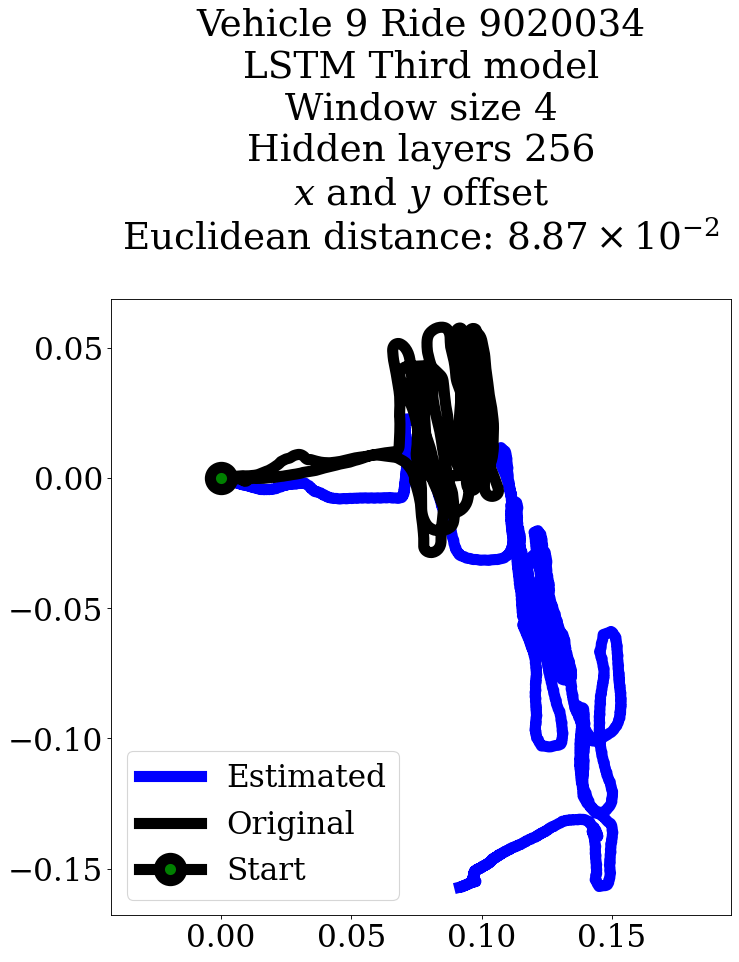 Vehicle 9 Ride 9020034
LSTM Third model
Window size 4
Hidden layers 256
x and y offset
Euclidean distance: 8.87 × 10⁻²
0.05
0.00
−0.05
−0.10
−0.15
Estimated
Original
Start
0.00 0.05 0.10 0.15